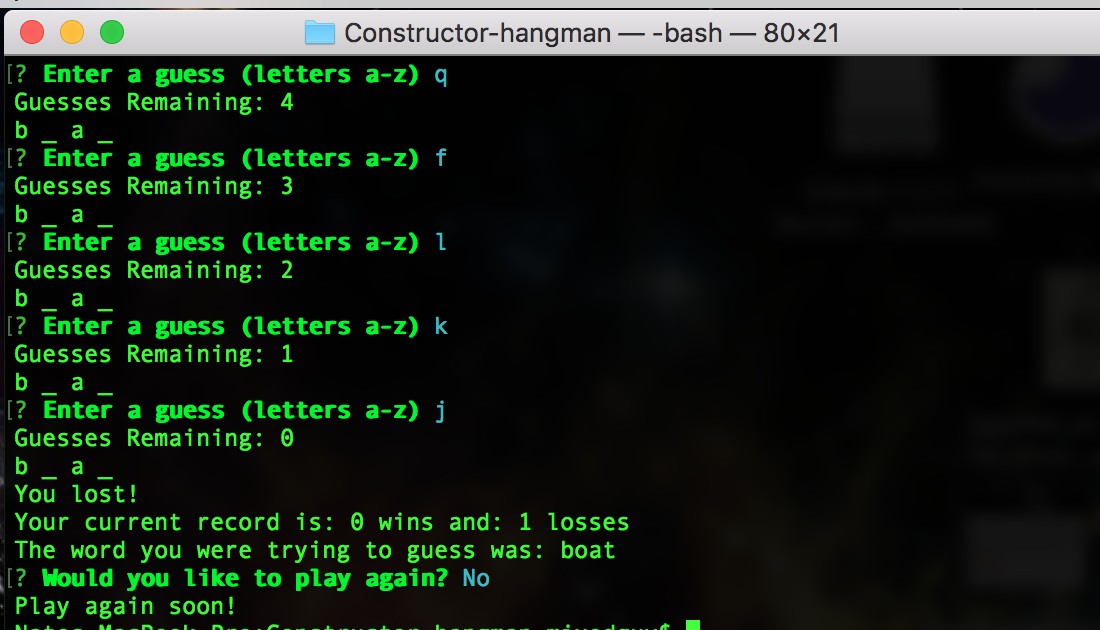 Constructor-hangman — -bash — 80×21
[? Enter a guess (letters a-z) q
Guesses Remaining: 4
b _ a _
[? Enter a guess (letters a-z) f
Guesses Remaining: 3
b _ a _
[? Enter a guess (letters a-z) l
Guesses Remaining: 2
b _ a _
[? Enter a guess (letters a-z) k
Guesses Remaining: 1
b _ a _
[? Enter a guess (letters a-z) j
Guesses Remaining: 0
b _ a _
You lost!
Your current record is: 0 wins and: 1 losses
The word you were trying to guess was: boat
[? Would you like to play again? No
Play again soon!